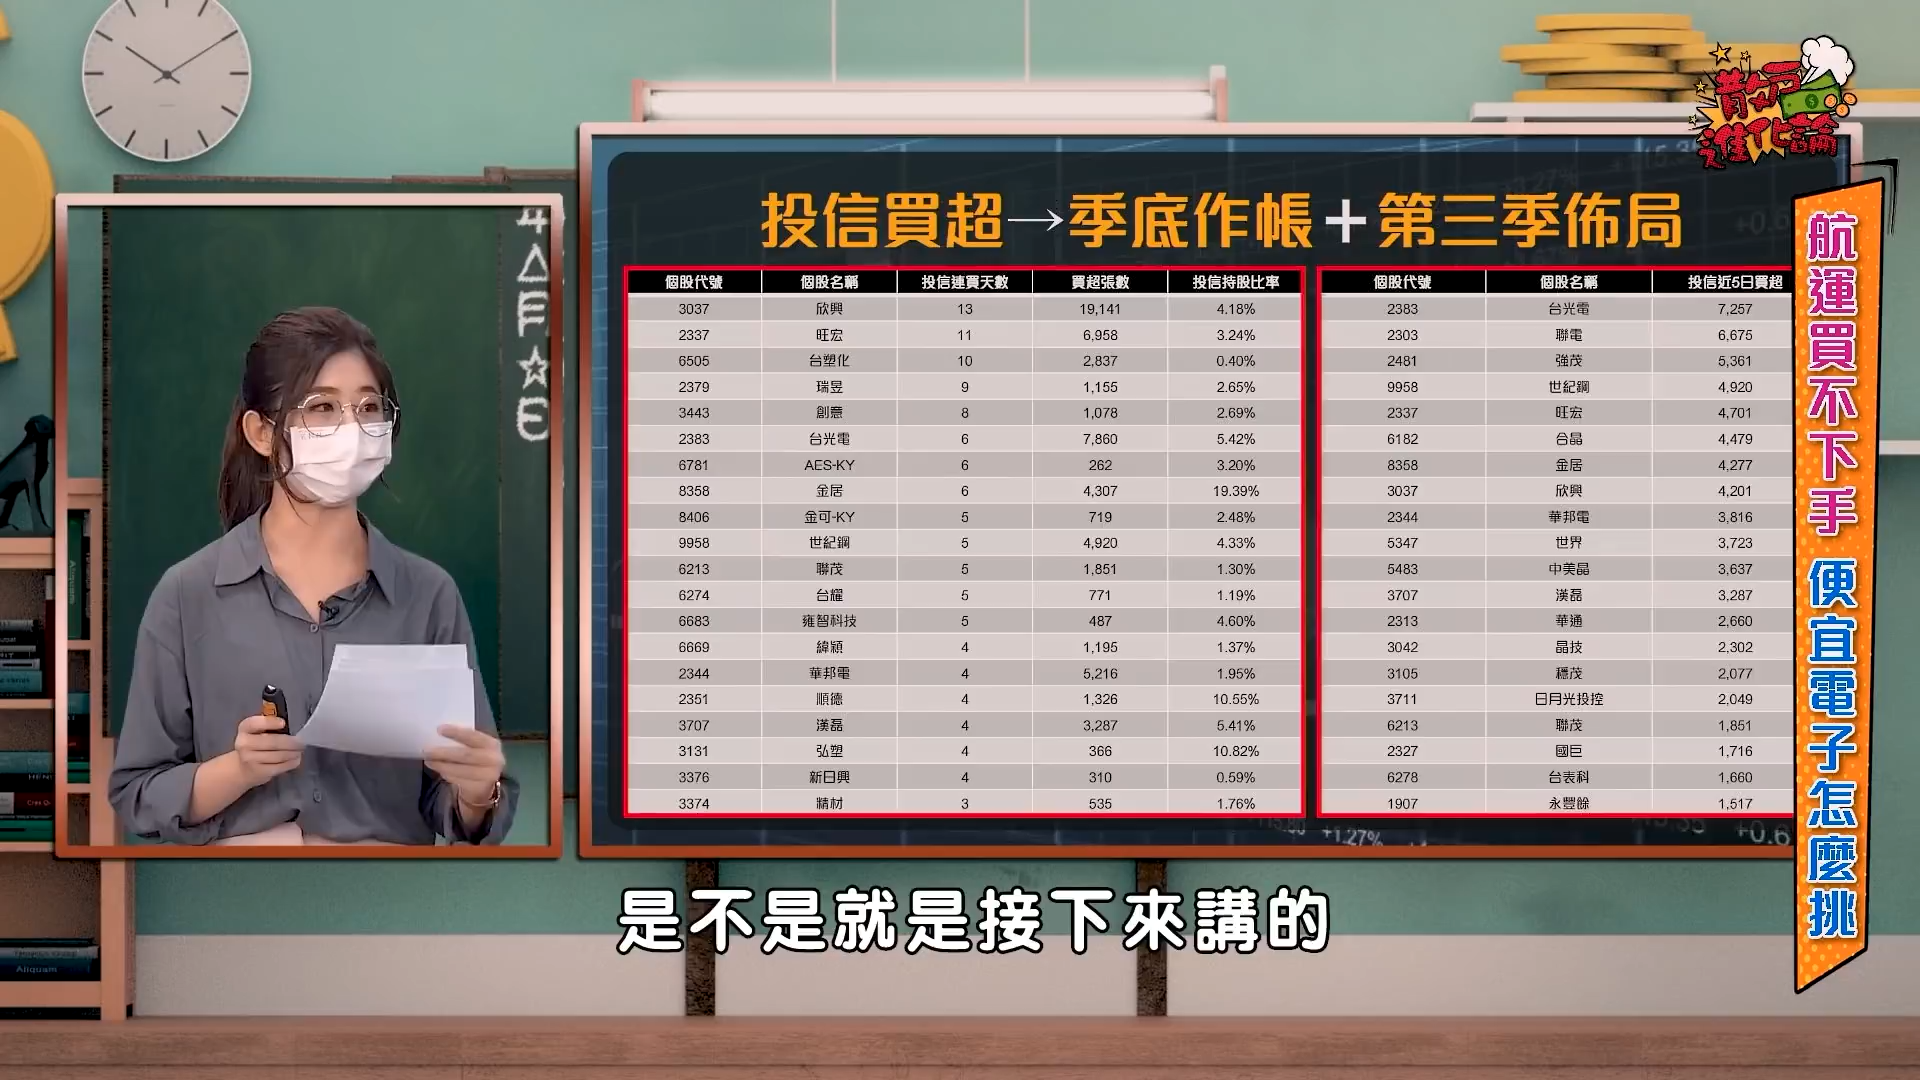 散戶
進化論
投信買超→季底作帳+第三季佈局
個股代號 個股名稱 投信連買天數 買超張數 投信持股比率
3037 欣興 13 19,141 4.18%
2337 旺宏 11 6,958 3.24%
6505 台塑化 10 2,837 0.40%
2379 瑞昱 9 1,155 2.65%
3443 創意 8 1,078 2.69%
2383 台光電 6 7,860 5.42%
6781 AES-KY 6 262 3.20%
8358 金居 6 4,307 19.39%
8406 金可-KY 5 719 2.48%
9958 世紀鋼 5 4,920 4.33%
6213 聯茂 5 1,851 1.30%
6274 台耀 5 771 1.19%
6683 雍智科技 5 487 4.60%
6669 緯穎 4 1,195 1.37%
2344 華邦電 4 5,216 1.95%
2351 順德 4 1,326 10.55%
3707 漢磊 4 3,287 5.41%
3131 弘塑 4 366 10.82%
3376 新日興 4 310 0.59%
3374 精材 3 535 1.76%
個股代號 個股名稱 投信近5日買超
2383 台光電 7,257
2303 聯電 6,675
2481 強茂 5,361
9958 世紀鋼 4,920
2337 旺宏 4,701
6182 合晶 4,479
8358 金居 4,277
3037 欣興 4,201
2344 華邦電 3,816
5347 世界 3,723
5483 中美晶 3,637
3707 漢磊 3,287
2313 華通 2,660
3042 晶技 2,302
3105 穩茂 2,077
3711 日月光投控 2,049
6213 聯茂 1,851
2327 國巨 1,716
6278 台表科 1,660
1907 永豐餘 1,517
+1.27%
航運買不下手 便宜電子怎麼挑
Aliquam
是不是就是接下來講的